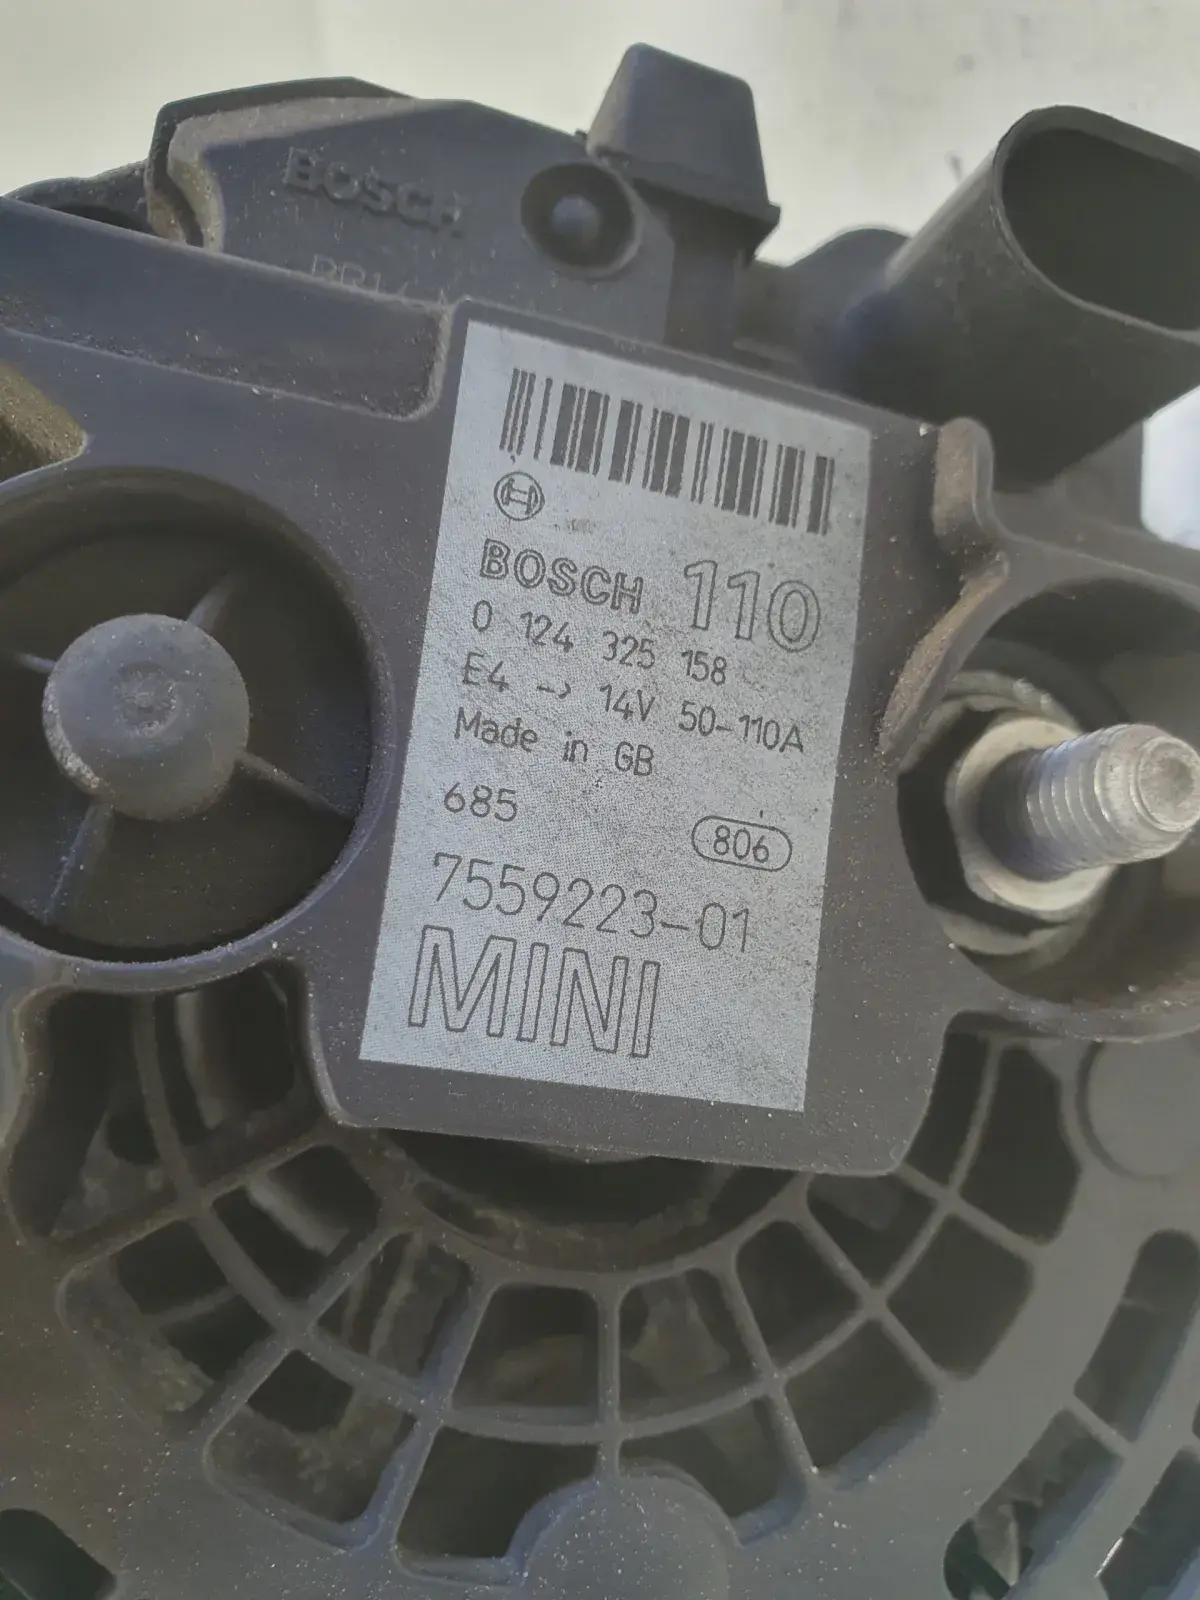 BOSCH
BOSCH 110
0 124 325 158
E4 -> 14V 50-110A
Made in GB
685
806
7559223-01
MINI